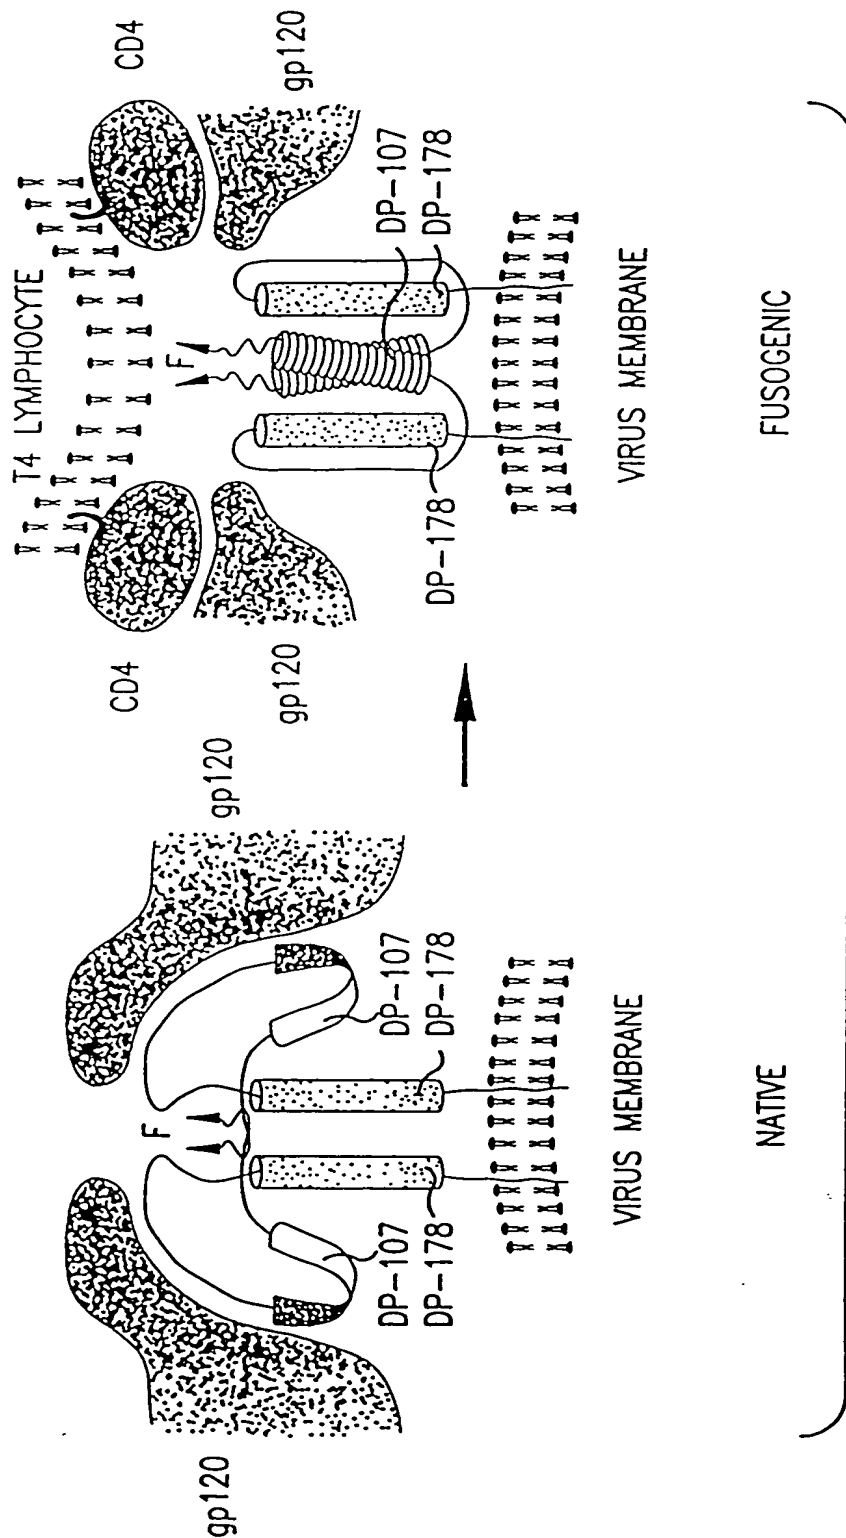 gp120
gp120
F
DP-107
DP-178
DP-107
DP-178
VIRUS MEMBRANE
NATIVE
T4 LYMPHOCYTE
CD4
CD4
gp120
gp120
F
DP-178
DP-107
DP-178
VIRUS MEMBRANE
FUSOGENIC